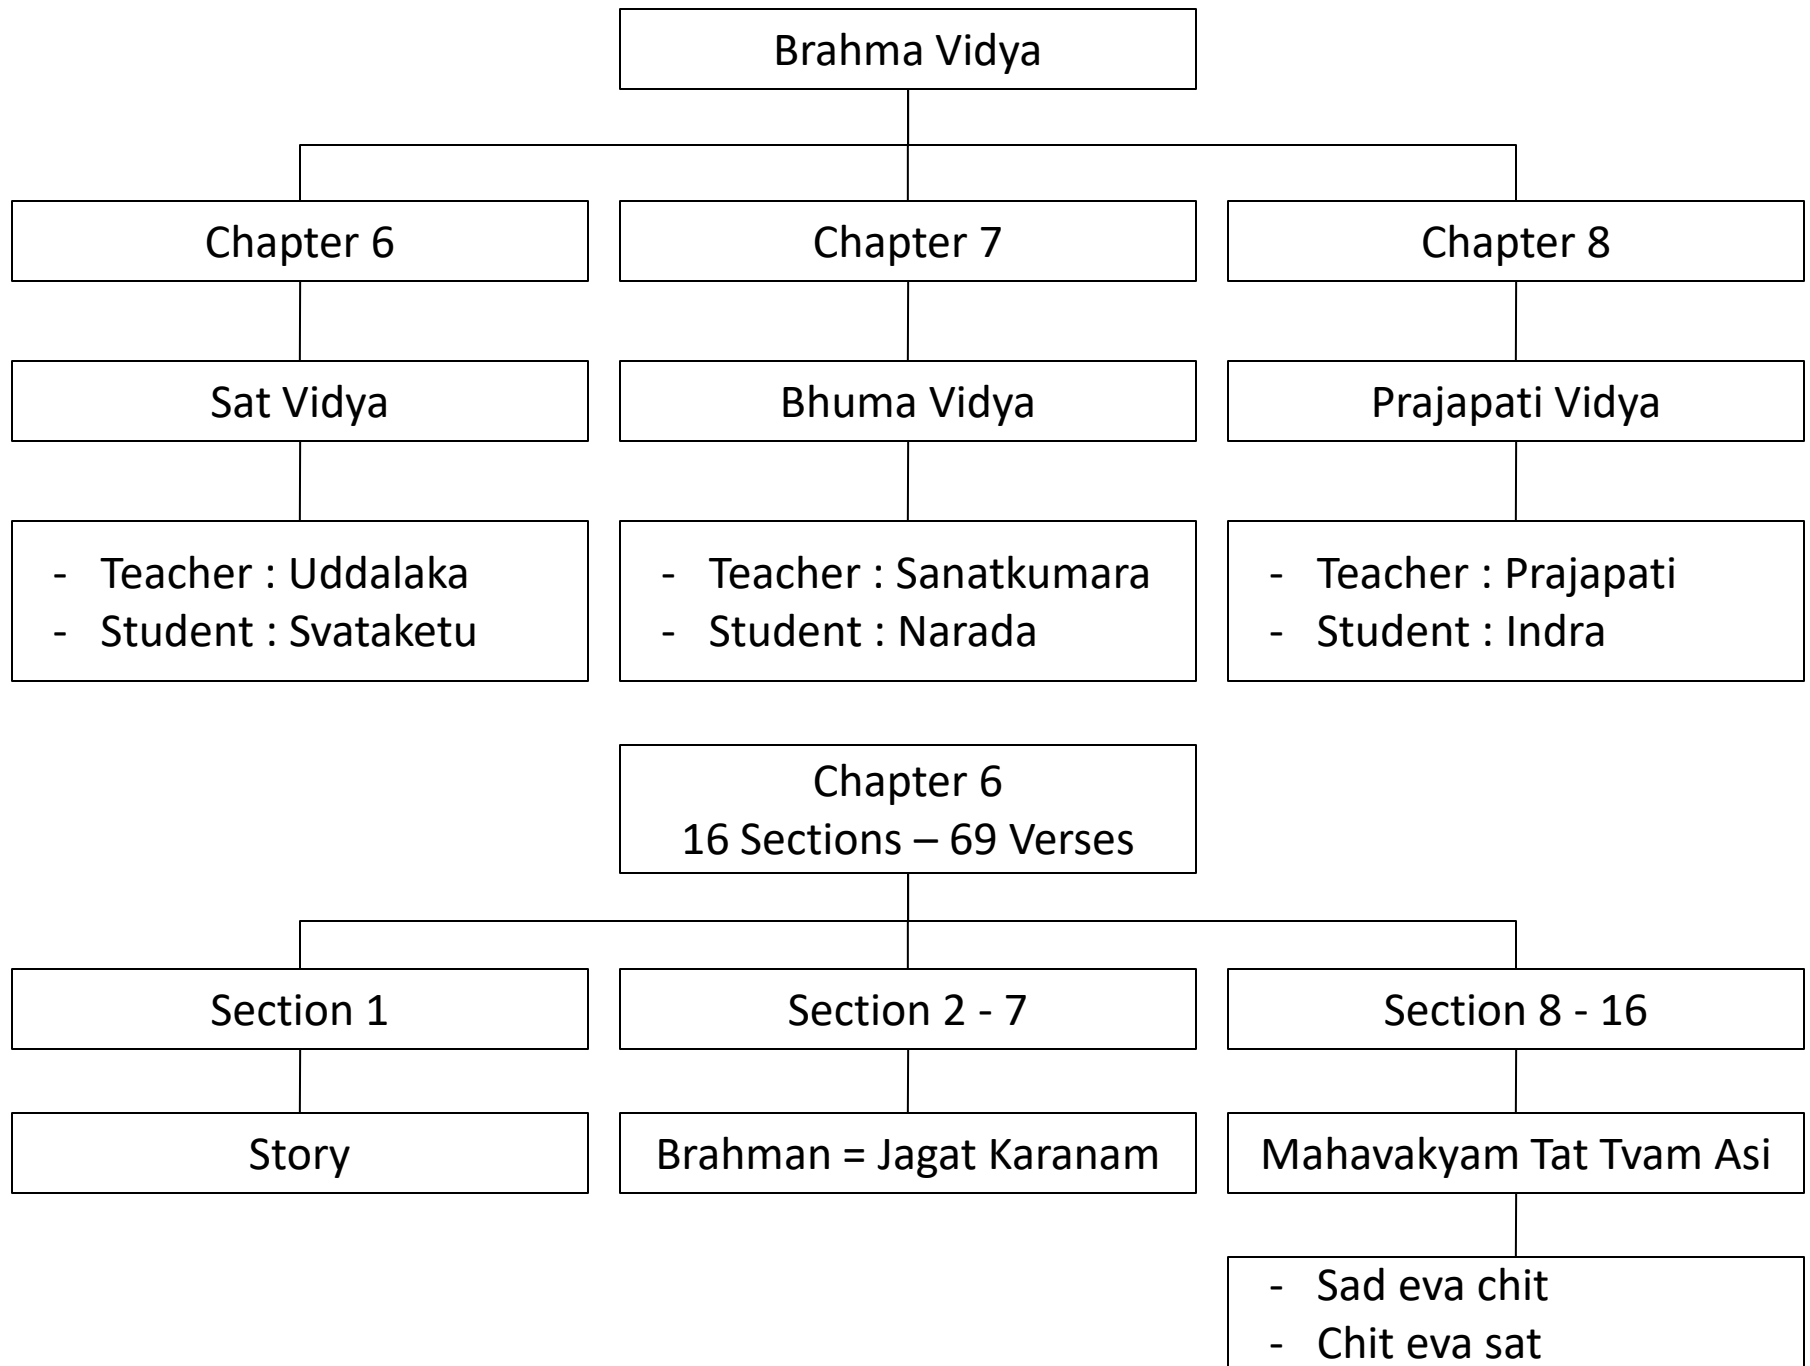 Brahma Vidya
Chapter 6
Chapter 7
Chapter 8
Sat Vidya
Bhuma Vidya
Prajapati Vidya
- Teacher : Uddalaka
- Student : Svataketu
- Teacher : Sanatkumara
- Student : Narada
- Teacher : Prajapati
- Student : Indra
Chapter 6
16 Sections – 69 Verses
Section 1
Section 2 - 7
Section 8 - 16
Story
Brahman = Jagat Karanam
Mahavakyam Tat Tvam Asi
- Sad eva chit
- Chit eva sat